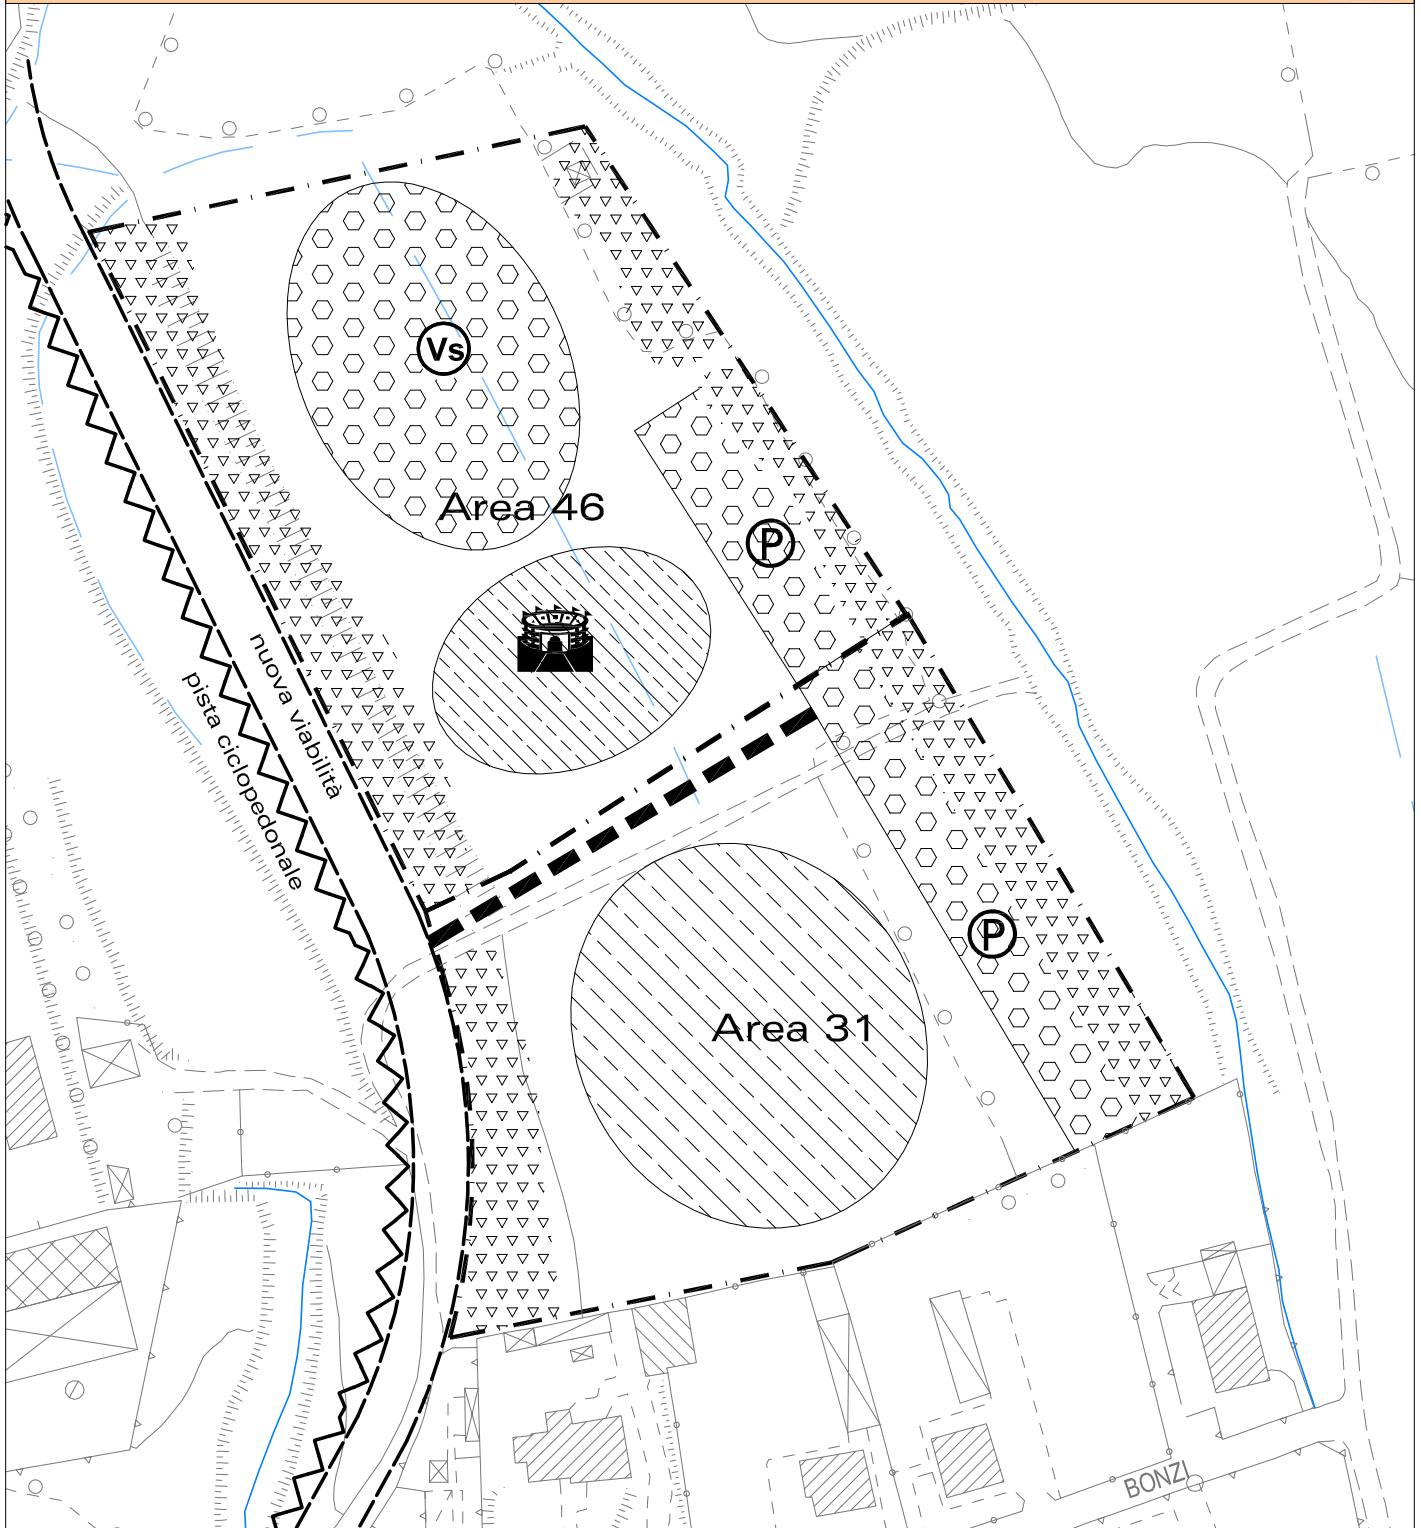 Vs
Area 46
P
nuova viabilità
pista ciclopedonale
P
Area 31
BONZI